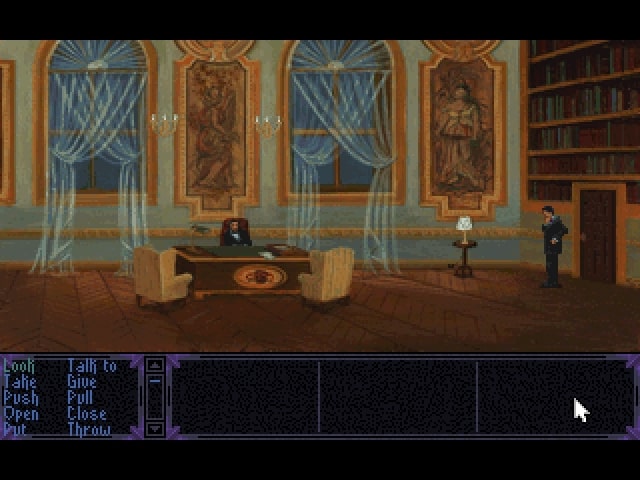 Look Talk to
Take Give
Push Pull
Open Close
Put Throw